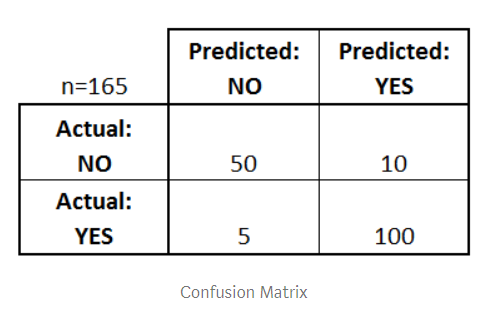 Predicted: Predicted:
n=165 NO YES
Actual:
NO 50 10
Actual:
YES 5 100
Confusion Matrix